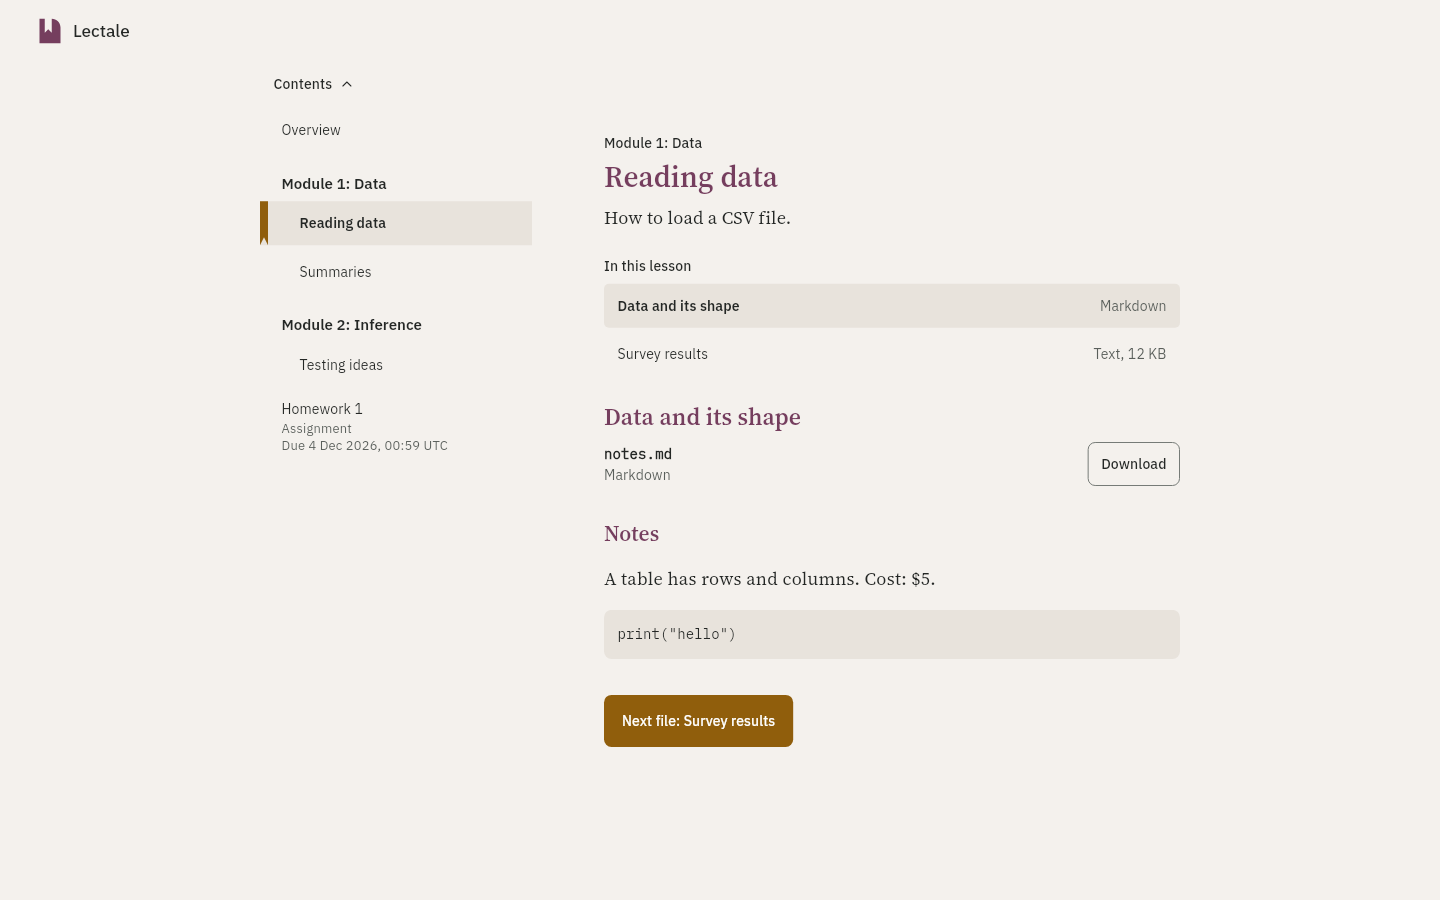 Lectale
Contents
Overview
Module 1: Data
Reading data
Summaries
Module 2: Inference
Testing ideas
Homework 1
Assignment
Due 4 Dec 2026, 00:59 UTC
Module 1: Data
Reading data
How to load a CSV file.
In this lesson
Data and its shape Markdown
Survey results Text, 12 KB
Data and its shape
notes.md
Markdown
Download
Notes
A table has rows and columns. Cost: $5.
print("hello")
Next file: Survey results